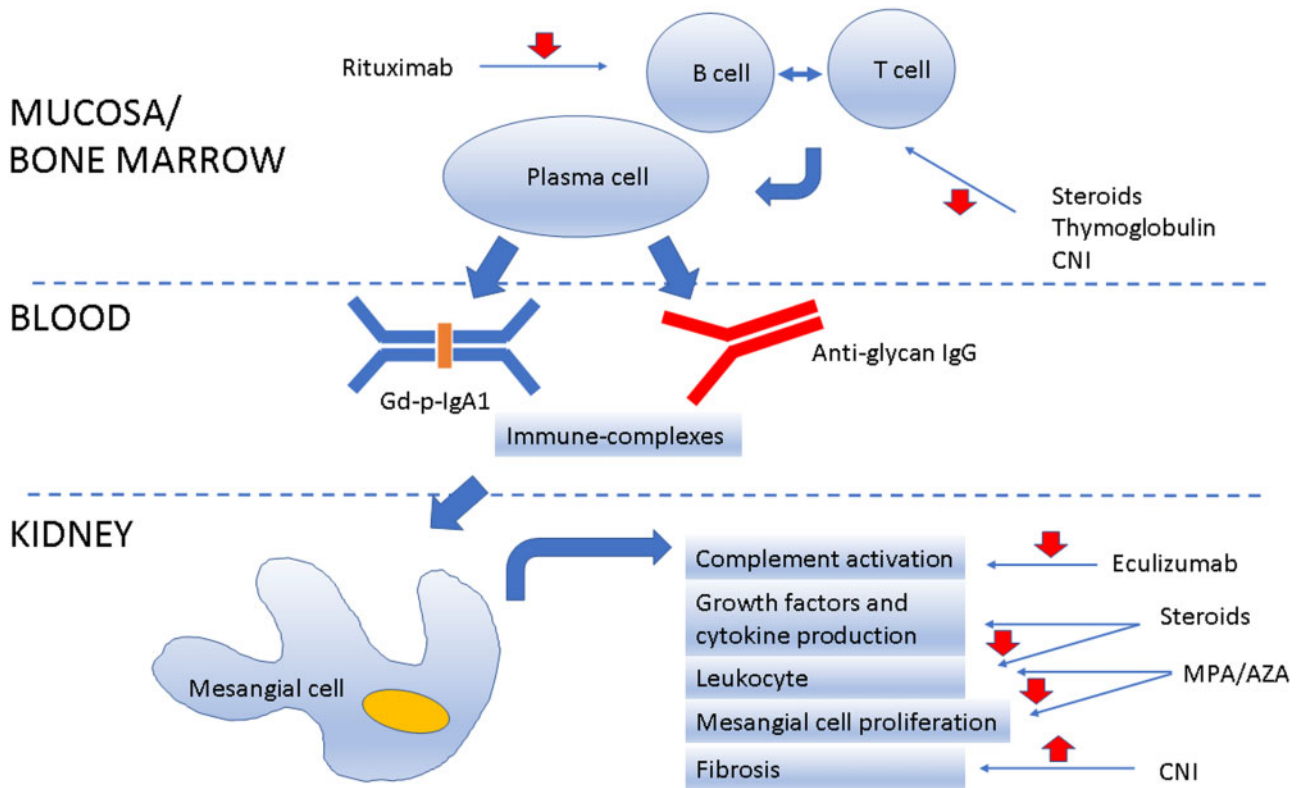 Rituximab
B cell
T cell
MUCOSA/
BONE MARROW
Plasma cell
Steroids
Thymoglobulin
CNI
BLOOD
Anti-glycan IgG
Gd-p-IgA1
Immune-complexes
KIDNEY
Mesangial cell
Complement activation
Eculizumab
Growth factors and
cytokine production
Steroids
Leukocyte
MPA/AZA
Mesangial cell proliferation
Fibrosis
CNI